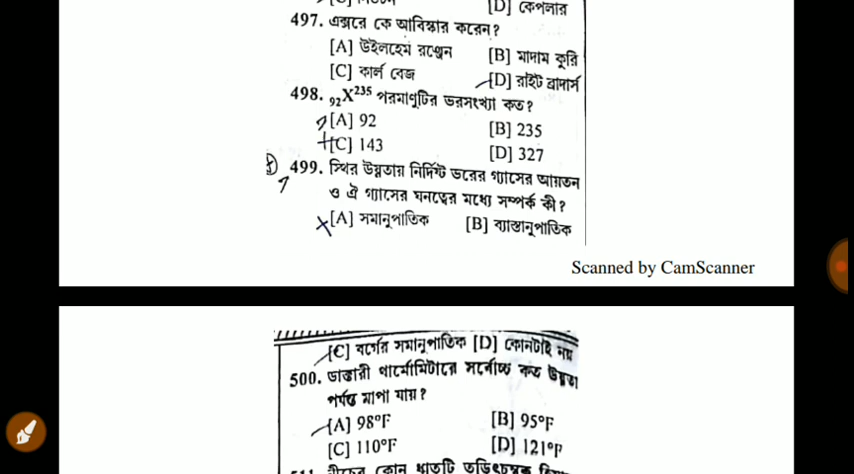 [D] কেপলার
497. এক্সরে কে আবিস্কার করেন?
[A] উইলহেম রঞ্জেন [B] মাদাম কুরি
[C] কার্ল বেঞ্জ [D] রাইট ব্রাদার্স
498. ₉₂X²³⁵ পরমাণুটির ভরসংখ্যা কত?
[A] 92 [B] 235
[C] 143 [D] 327
499. স্থির উষ্ণতায় নির্দিষ্ট ভরের গ্যাসের আয়তন
ও ঐ গ্যাসের ঘনত্বের মধ্যে সম্পর্ক কী?
[A] সমানুপাতিক [B] ব্যাস্তানুপাতিক
Scanned by CamScanner
[C] বর্গের সমানুপাতিক [D] কোনটাই নয়
500. ডাক্তারী থার্মোমিটারে সর্বোচ্চ কত উষ্ণতা
পর্যন্ত মাপা যায়?
[A] 98°F [B] 95°F
[C] 110°F [D] 121°F
কোন ধাতুটি